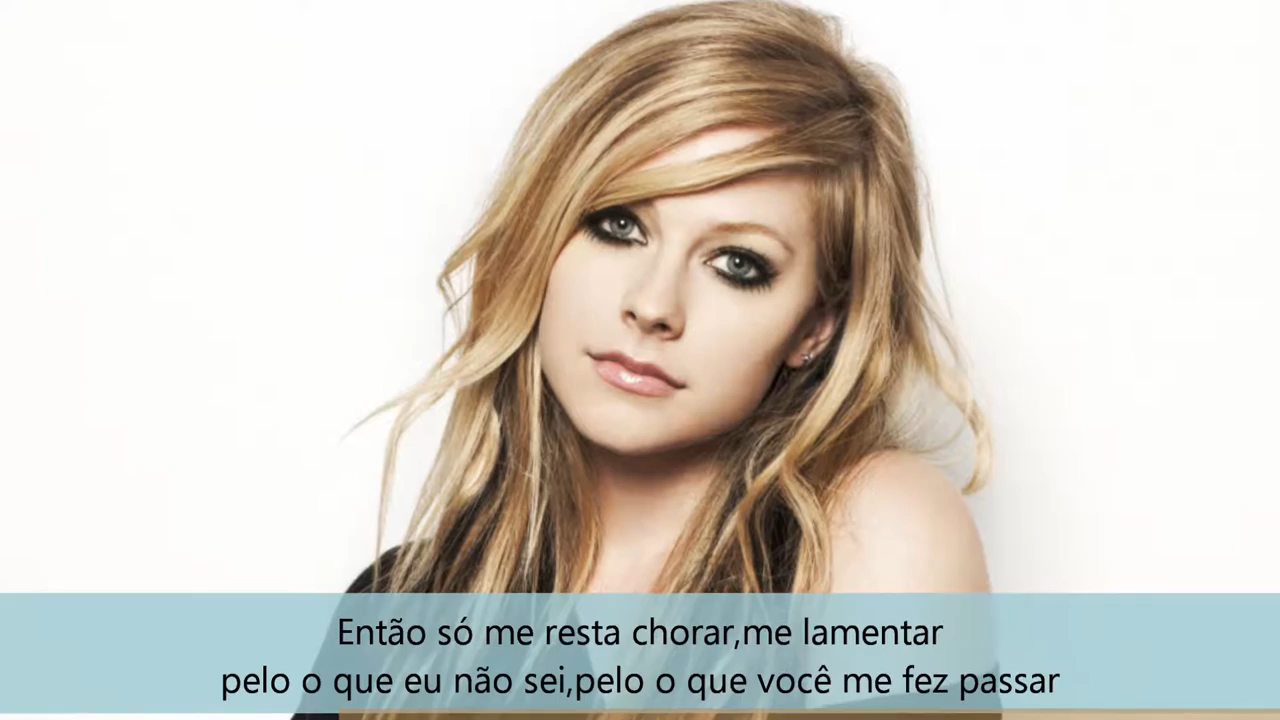 Então só me resta chorar,me lamentar
pelo o que eu não sei,pelo o que você me fez passar